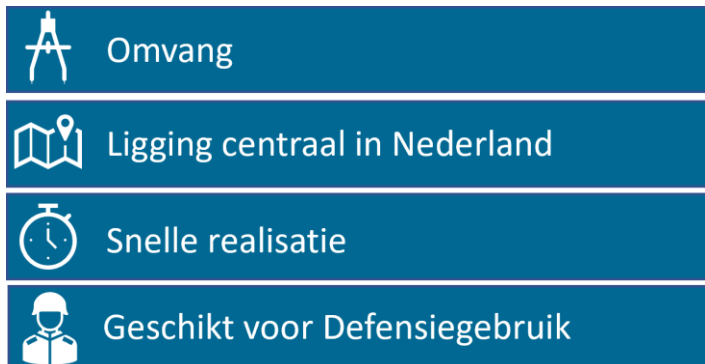 Omvang
Ligging centraal in Nederland
Snelle realisatie
Geschikt voor Defensiegebruik